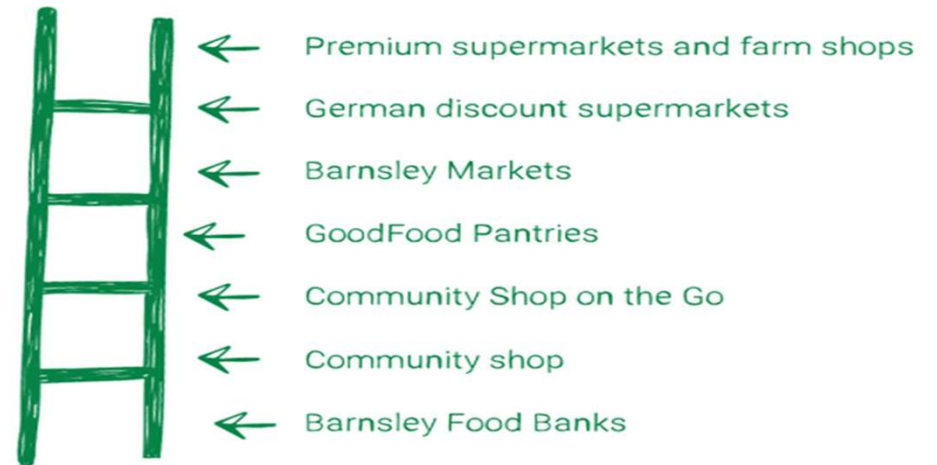 Premium supermarkets and farm shops
German discount supermarkets
Barnsley Markets
GoodFood Pantries
Community Shop on the Go
Community shop
Barnsley Food Banks